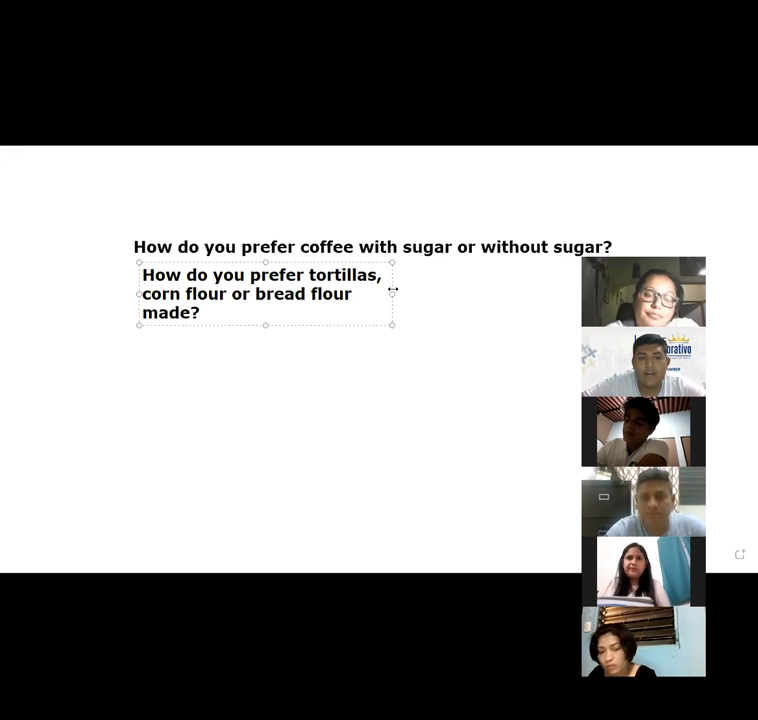 How do you prefer coffee with sugar or without sugar?
How do you prefer tortillas,
corn flour or bread flour
made?
orativo